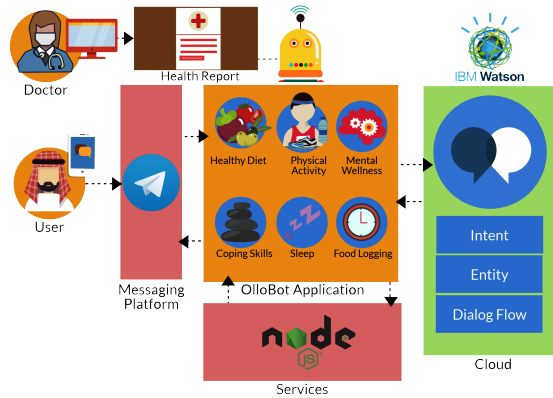 IBM Watson
Doctor
Health Report
Healthy Diet
Physical
Activity
Mental
Wellness
User
Coping Skills
Sleep
Food Logging
Intent
Entity
Dialog Flow
Messaging
Platform
OlloBot Application
node
JS
Services
Cloud